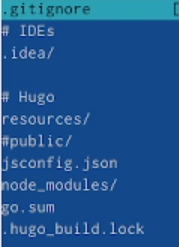 .gitignore [
# IDEs
.idea/

# Hugo
resources/
#public/
jsconfig.json
node_modules/
go.sum
.hugo_build.lock